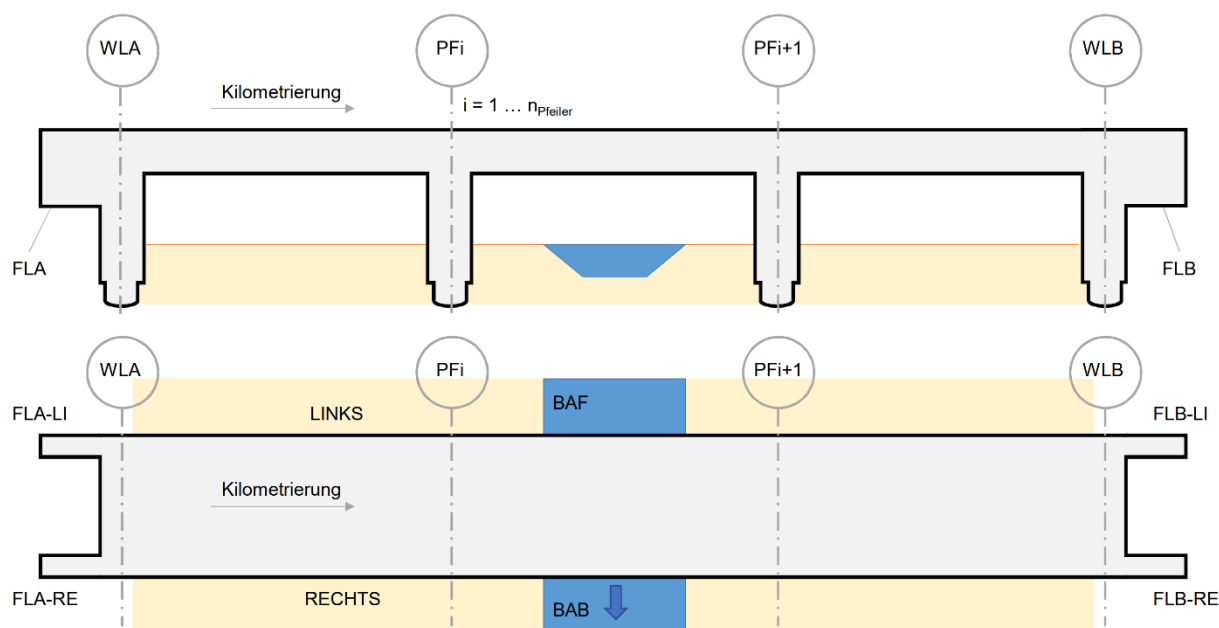 WLA
PFi
PFi+1
WLB
Kilometrierung
i = 1 … nPfeiler
FLA
FLB
WLA
PFi
PFi+1
WLB
FLA-LI
LINKS
BAF
FLB-LI
Kilometrierung
FLA-RE
RECHTS
BAB
FLB-RE